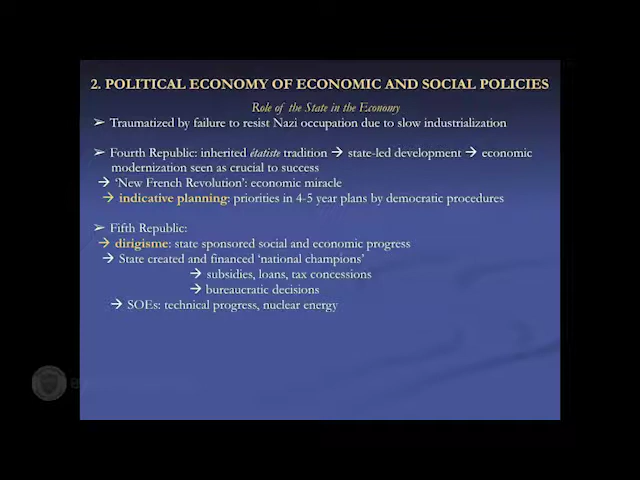 2. POLITICAL ECONOMY OF ECONOMIC AND SOCIAL POLICIES
Role of the State in the Economy
➢ Traumatized by failure to resist Nazi occupation due to slow industrialization
➢ Fourth Republic: inherited étatiste tradition → state-led development → economic
modernization seen as crucial to success
→ ‘New French Revolution’: economic miracle
→ indicative planning: priorities in 4-5 year plans by democratic procedures
➢ Fifth Republic:
→ dirigisme: state sponsored social and economic progress
→ State created and financed ‘national champions’
→ subsidies, loans, tax concessions
→ bureaucratic decisions
→ SOEs: technical progress, nuclear energy